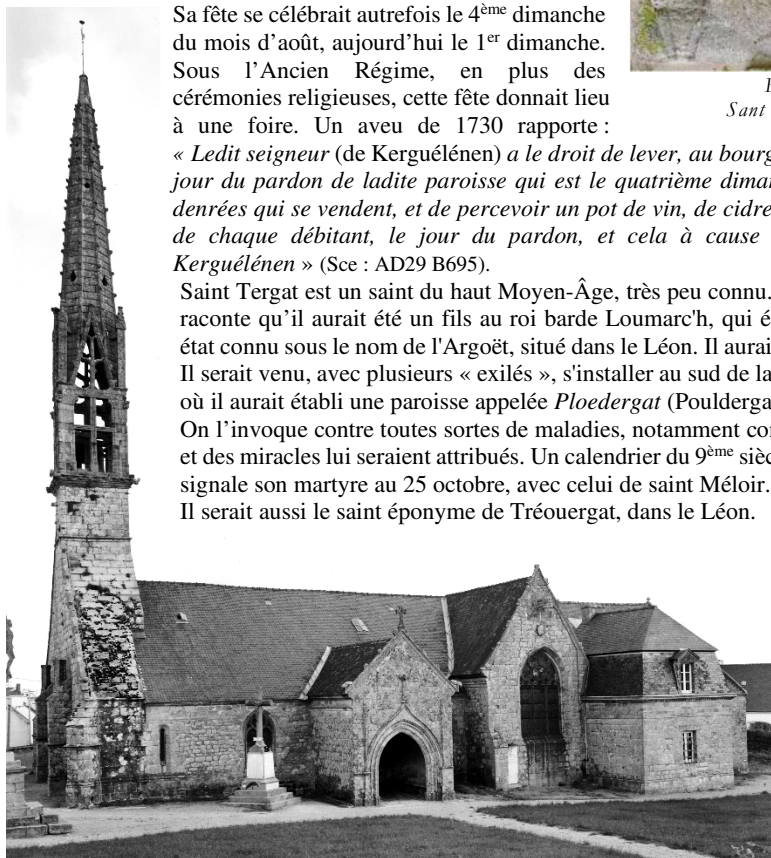 Sa fête se célébrait autrefois le 4ème dimanche
du mois d’août, aujourd’hui le 1er dimanche.
Sous l’Ancien Régime, en plus des
cérémonies religieuses, cette fête donnait lieu
à une foire. Un aveu de 1730 rapporte :
Sant
« Ledit seigneur (de Kerguélénen) a le droit de lever, au bourg
jour du pardon de ladite paroisse qui est le quatrième
denrées qui se vendent, et de percevoir un pot de vin, de cidre
de chaque débitant, le jour du pardon, et cela à cause
Kerguélénen » (Sce : AD29 B695).
Saint Tergat est un saint du haut Moyen-Âge, très peu connu.
raconte qu’il aurait été un fils au roi barde Loumarc'h, qui
état connu sous le nom de l'Argoët, situé dans le Léon. Il aurait
Il serait venu, avec plusieurs « exilés », s'installer au sud de la
où il aurait établi une paroisse appelée Ploedergat
On l’invoque contre toutes sortes de maladies, notamment
et des miracles lui seraient attribués. Un calendrier du 9ème
signale son martyre au 25 octobre, avec celui de saint Méloir.
Il serait aussi le saint éponyme de Tréouergat, dans le Léon.